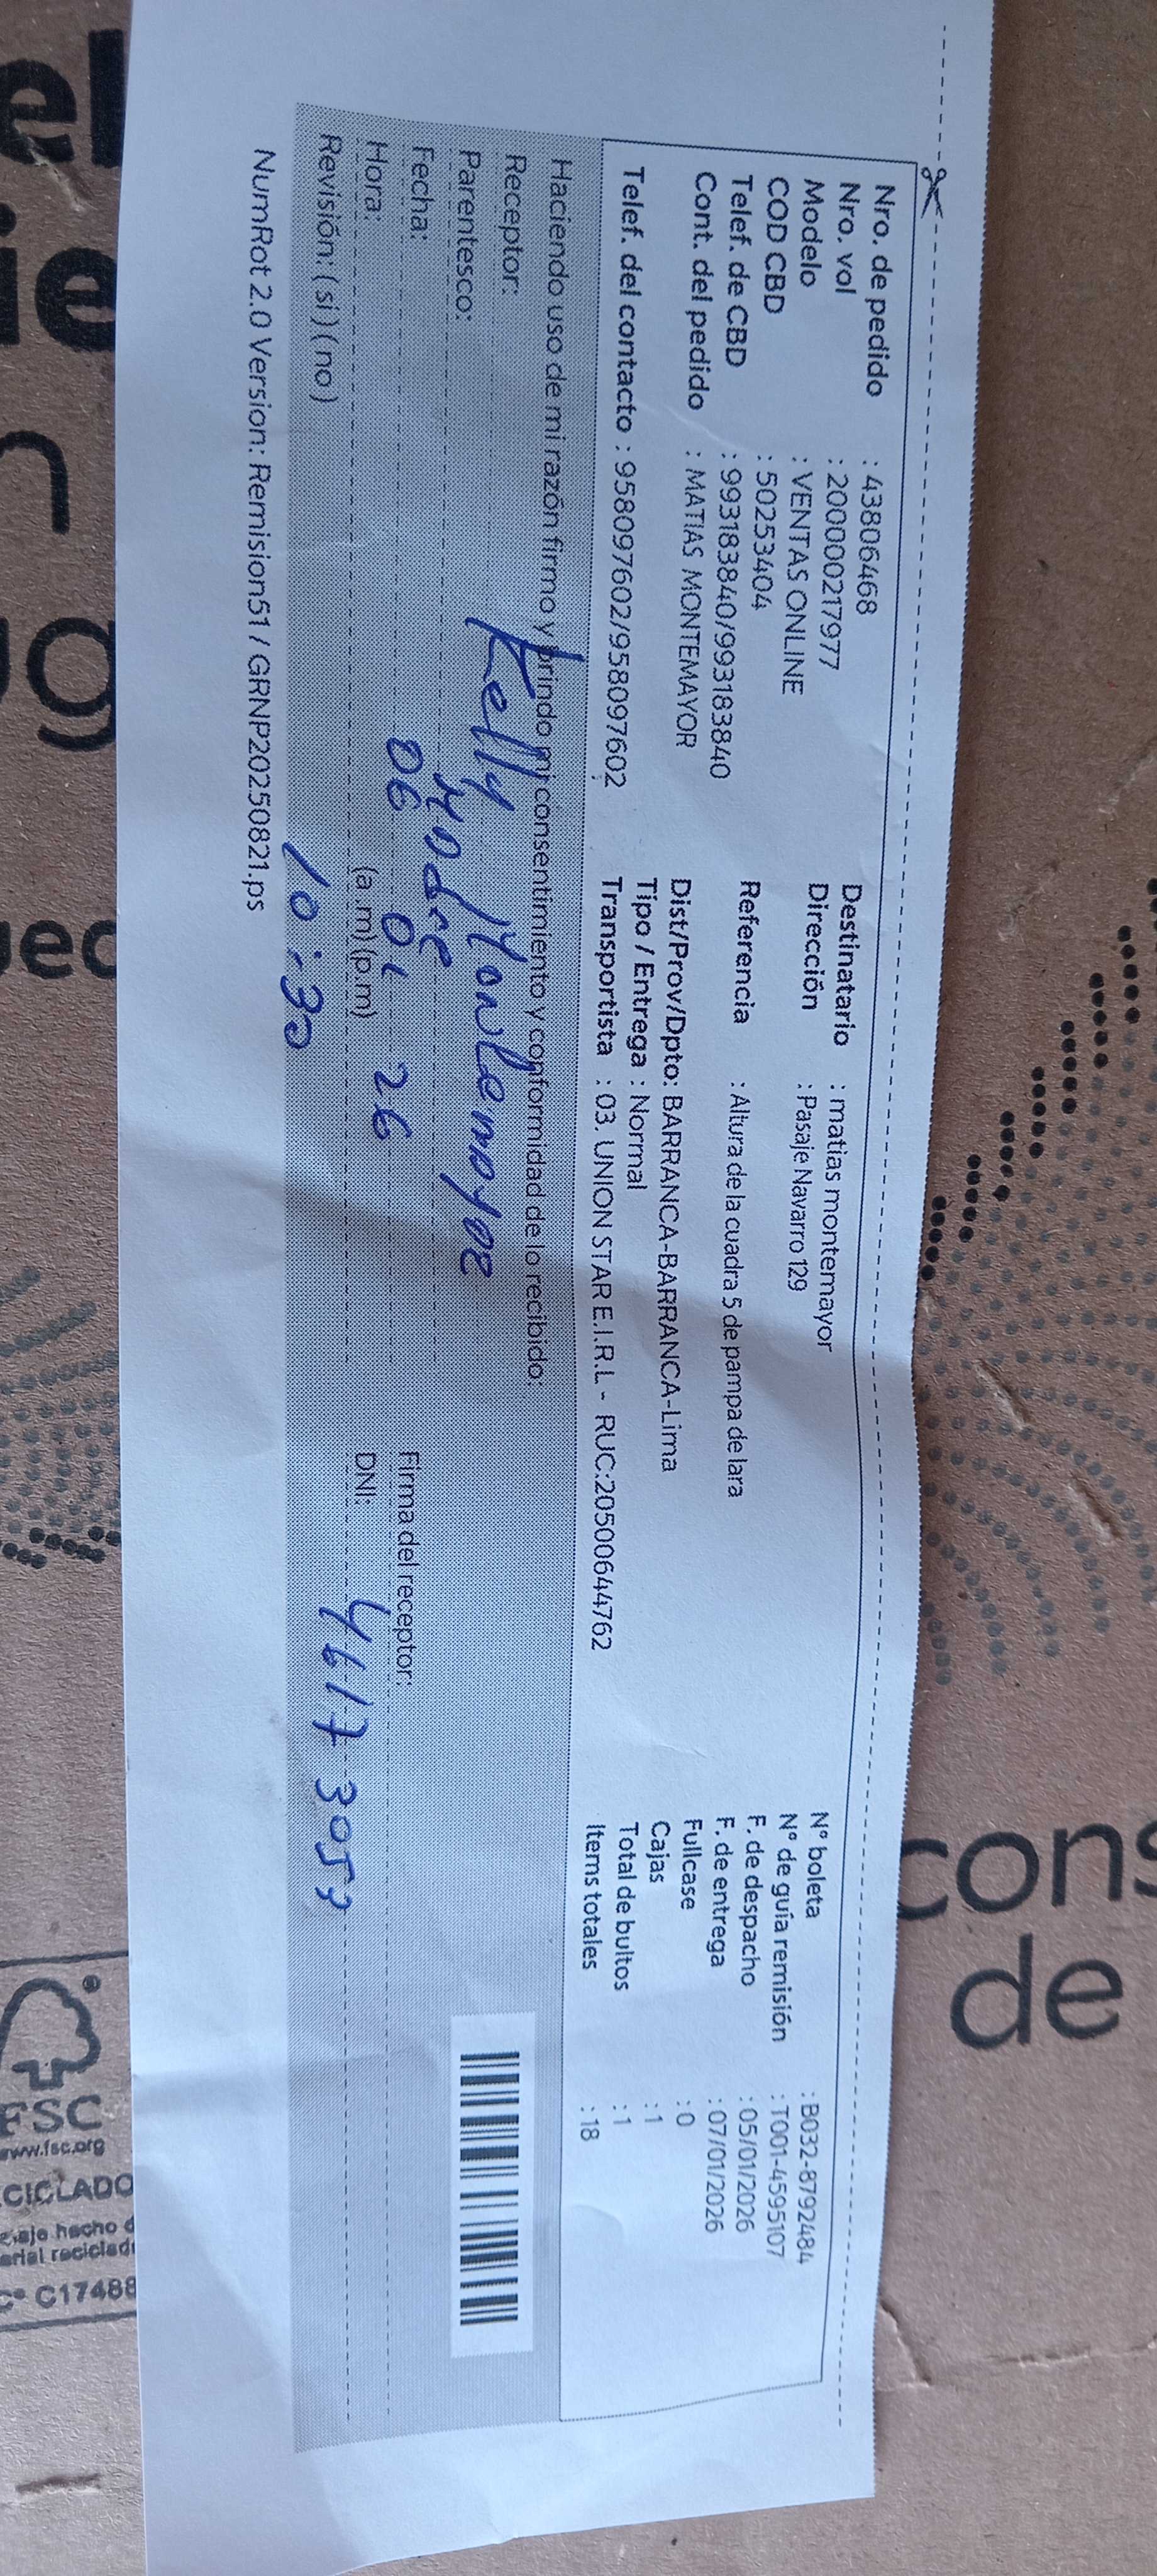 Nro. de pedido : 43806468
Nro. vol : 200000217977
Modelo : VENTAS ONLINE
COD CBD : 50253404
Telef. de CBD : 993183840/993183840
Cont. del pedido : MATIAS MONTEMAYOR
Telef. del contacto : 958097602/958097602
Destinatario : matias montemayor
Dirección : Pasaje Navarro 129
Referencia : Altura de la cuadra 5 de pampa de lara
Dist/Prov/Dpto: BARRANCA-BARRANCA-Lima
Tipo / Entrega : Normal
Transportista : 03. UNION STAR E.I.R.L - RUC:20500644762
N° boleta : B032-8792484
N° de guía remisión : T001-4595107
F. de despacho : 05/01/2026
F. de entrega : 07/01/2026
Fullcase : 0
Cajas : 1
Total de bultos : 1
Items totales : 18
Haciendo uso de mi razón firmo y brindo mi consentimiento y conformidad de lo recibido:
Receptor: Kelly Montemayor
Parentesco:
Fecha: 06 01 26
Hora: (a.m)(p.m) 10:30
Revisión: (si)(no)
Firma del receptor:
DNI: 46173053
NumRot 2.0 Version: Remision51 / GRNP20250821.ps
cons
de
FSC
www.fsc.org